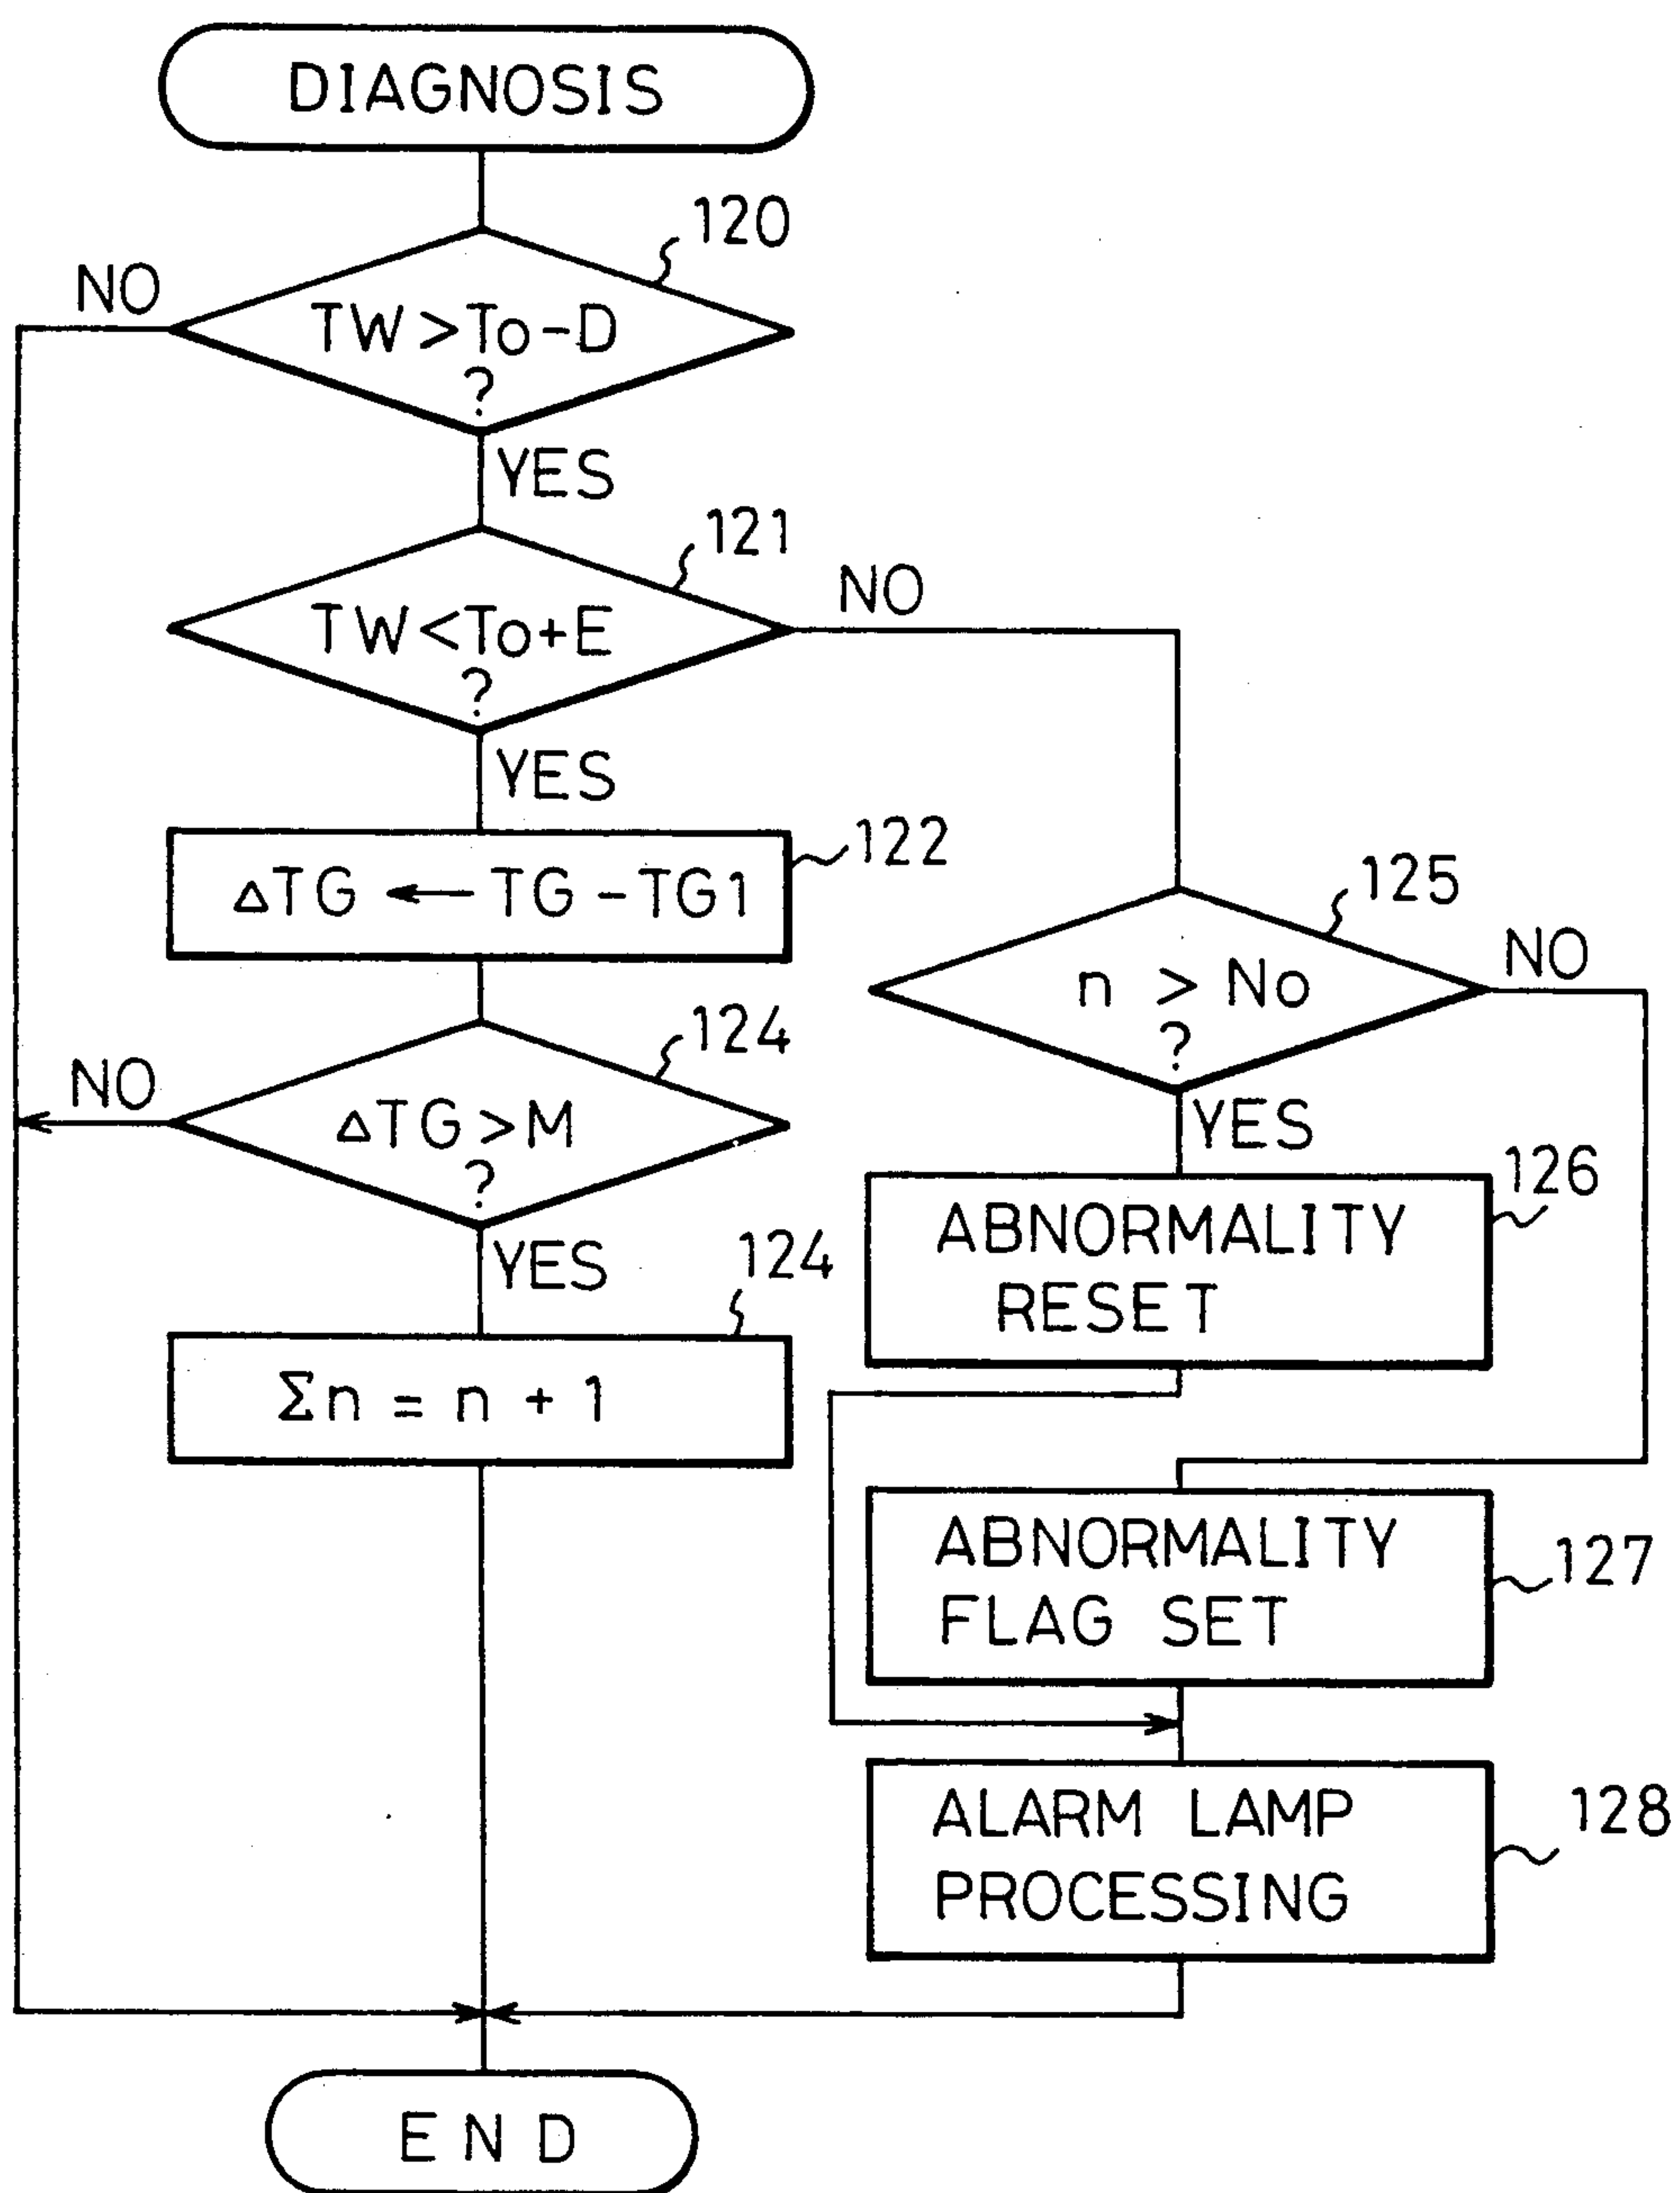 DIAGNOSIS
120
NO
TW>To-D
?
YES
121
NO
TW<To+E
?
YES
122
ΔTG ← TG-TG1
124
NO
ΔTG>M
?
YES
124
Σn = n + 1
125
NO
n > No
?
YES
126
ABNORMALITY
RESET
127
ABNORMALITY
FLAG SET
128
ALARM LAMP
PROCESSING
END